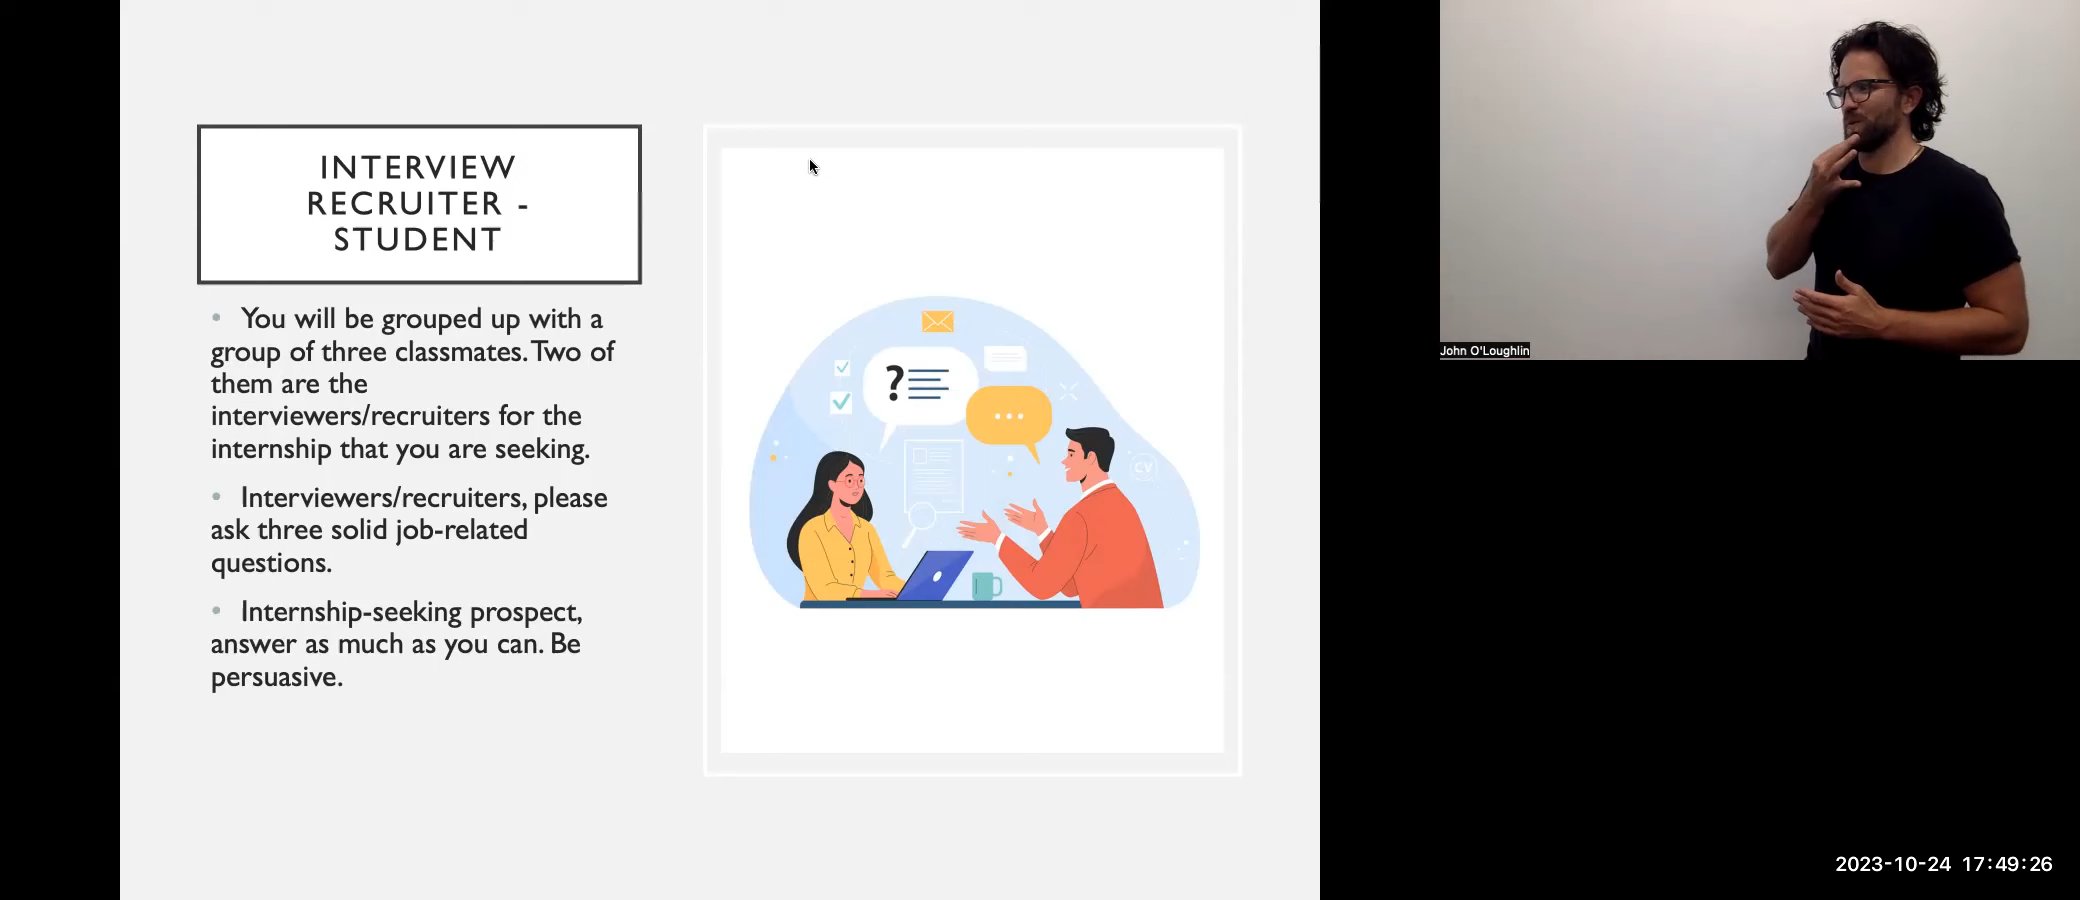 INTERVIEW
RECRUITER -
STUDENT
• You will be grouped up with a
group of three classmates. Two of
them are the
interviewers/recruiters for the
internship that you are seeking.
• Interviewers/recruiters, please
ask three solid job-related
questions.
• Internship-seeking prospect,
answer as much as you can. Be
persuasive.
?
CV
John O'Loughlin
2023-10-24 17:49:26